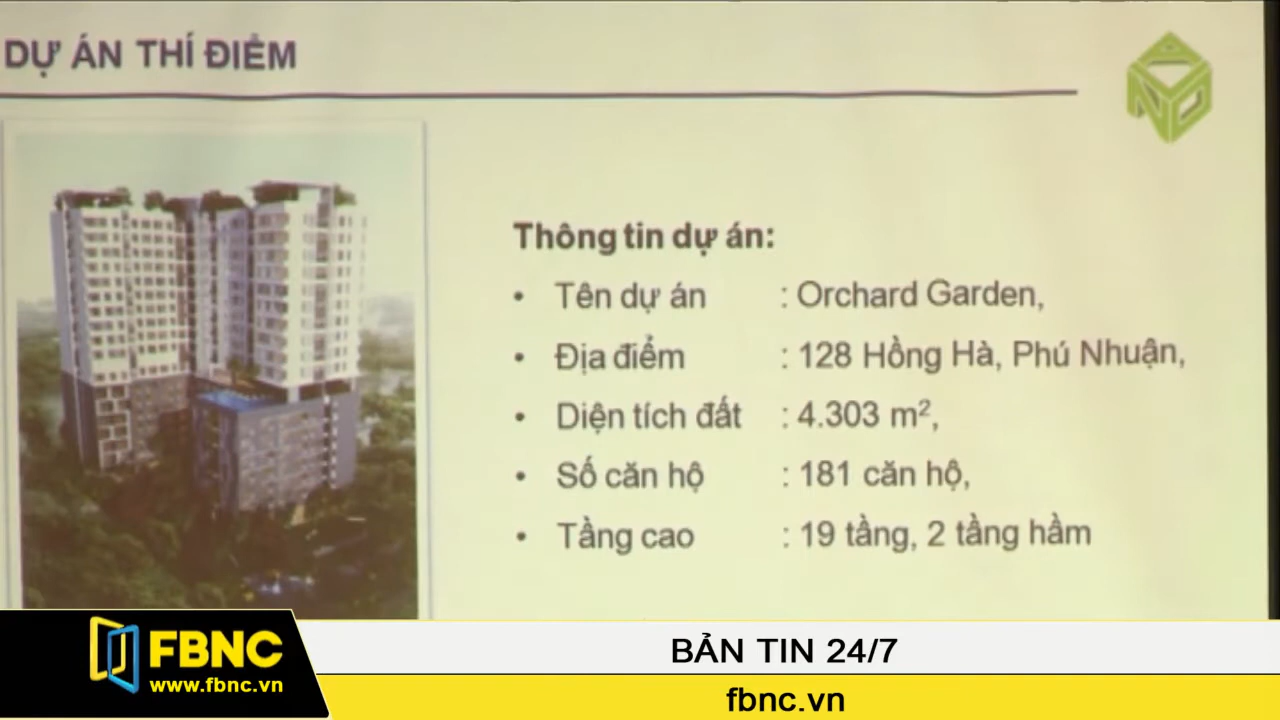 DỰ ÁN THÍ ĐIỂM
Thông tin dự án:
• Tên dự án : Orchard Garden,
• Địa điểm : 128 Hồng Hà, Phú Nhuận,
• Diện tích đất : 4.303 m²,
• Số căn hộ : 181 căn hộ,
• Tầng cao : 19 tầng, 2 tầng hầm
FBNC
www.fbnc.vn
BẢN TIN 24/7
fbnc.vn